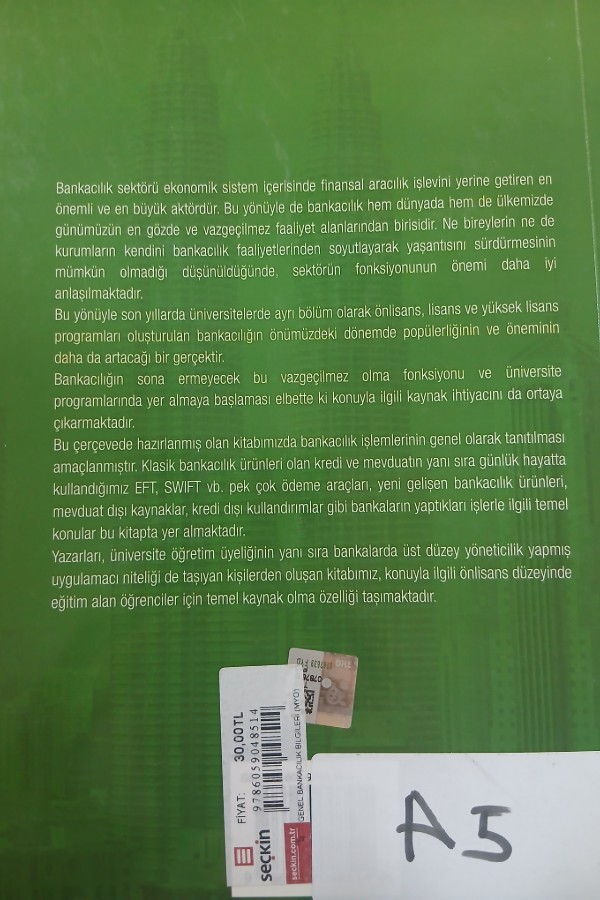 Bankacılık sektörü ekonomik sistem içerisinde finansal aracılık işlevini yerine getiren en
önemli ve en büyük aktördür. Bu yönüyle de bankacılık hem dünyada hem de ülkemizde
günümüzün en gözde ve vazgeçilmez faaliyet alanlarından birisidir. Ne bireylerin ne de
kurumların kendini bankacılık faaliyetlerinden soyutlayarak yaşantısını sürdürmesinin
mümkün olmadığı düşünüldüğünde, sektörün fonksiyonunun önemi daha iyi
anlaşılmaktadır.
Bu yönüyle son yıllarda üniversitelerde ayrı bölüm olarak önlisans, lisans ve yüksek lisans
programları oluşturulan bankacılığın önümüzdeki dönemde popülerliğinin ve öneminin
daha da artacağı bir gerçektir.
Bankacılığın sona ermeyecek bu vazgeçilmez olma fonksiyonu ve üniversite
programlarında yer almaya başlaması elbette ki konuyla ilgili kaynak ihtiyacını da ortaya
çıkarmaktadır.
Bu çerçevede hazırlanmış olan kitabımızda bankacılık işlemlerinin genel olarak tanıtılması
amaçlanmıştır. Klasik bankacılık ürünleri olan kredi ve mevduatın yanı sıra günlük hayatta
kullandığımız EFT, SWIFT vb. pek çok ödeme araçları, yeni gelişen bankacılık ürünleri,
mevduat dışı kaynaklar, kredi dışı kullandırımlar gibi bankaların yaptıkları işlerle ilgili temel
konular bu kitapta yer almaktadır.
Yazarları, üniversite öğretim üyeliğinin yanı sıra bankalarda üst düzey yöneticilik yapmış
uygulamacı niteliği de taşıyan kişilerden oluşan kitabımız, konuyla ilgili önlisans düzeyinde
eğitim alan öğrenciler için temel kaynak olma özelliği taşımaktadır.
FİYAT: 30,00TL
9786059048514
GENEL BANKACILIK BİLGİLERİ (MYO)
seçkin
seckin.com.tr
A5